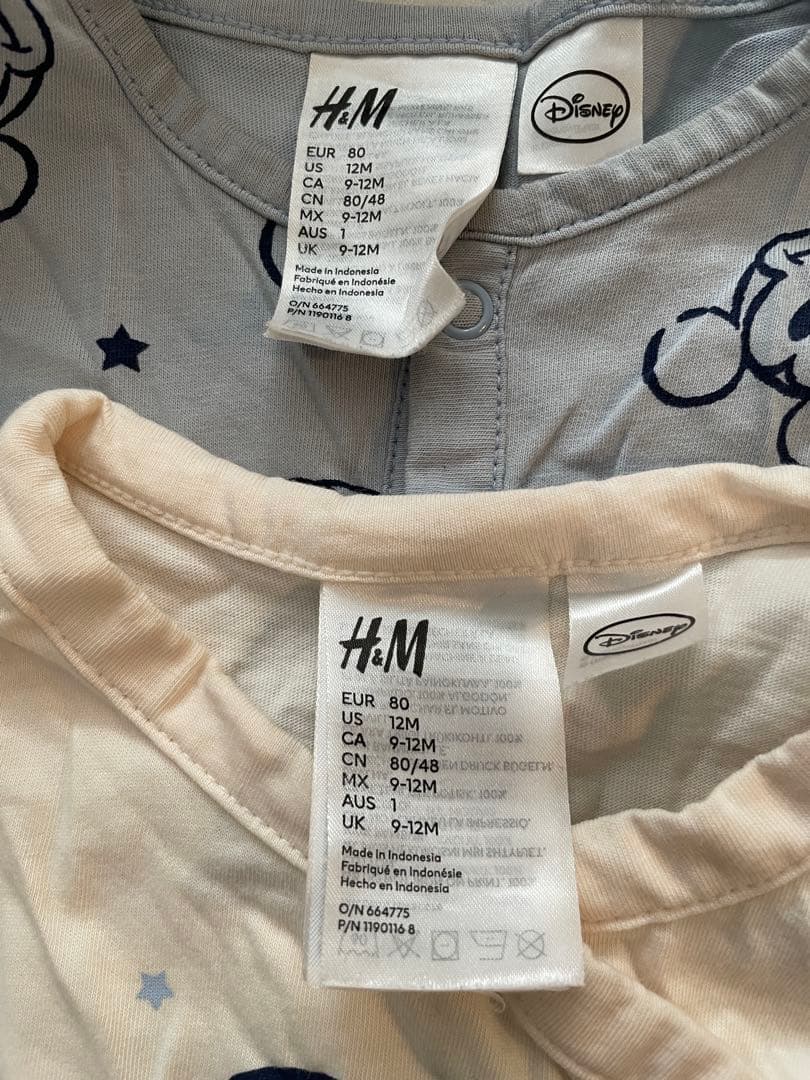 H&M
EUR 80
US 12M
CA 9-12M
CN 80/48
MX 9-12M
AUS 1
UK 9-12M
Made in Indonesia
Fabriqué en Indonésie
Hecho en Indonesia
O/N 664775
P/N 1190116 8
Disney
H&M
EUR 80
US 12M
CA 9-12M
CN 80/48
MX 9-12M
AUS 1
UK 9-12M
Made in Indonesia
Fabriqué en Indonésie
Hecho en Indonesia
O/N 664775
P/N 1190116 8
Disney